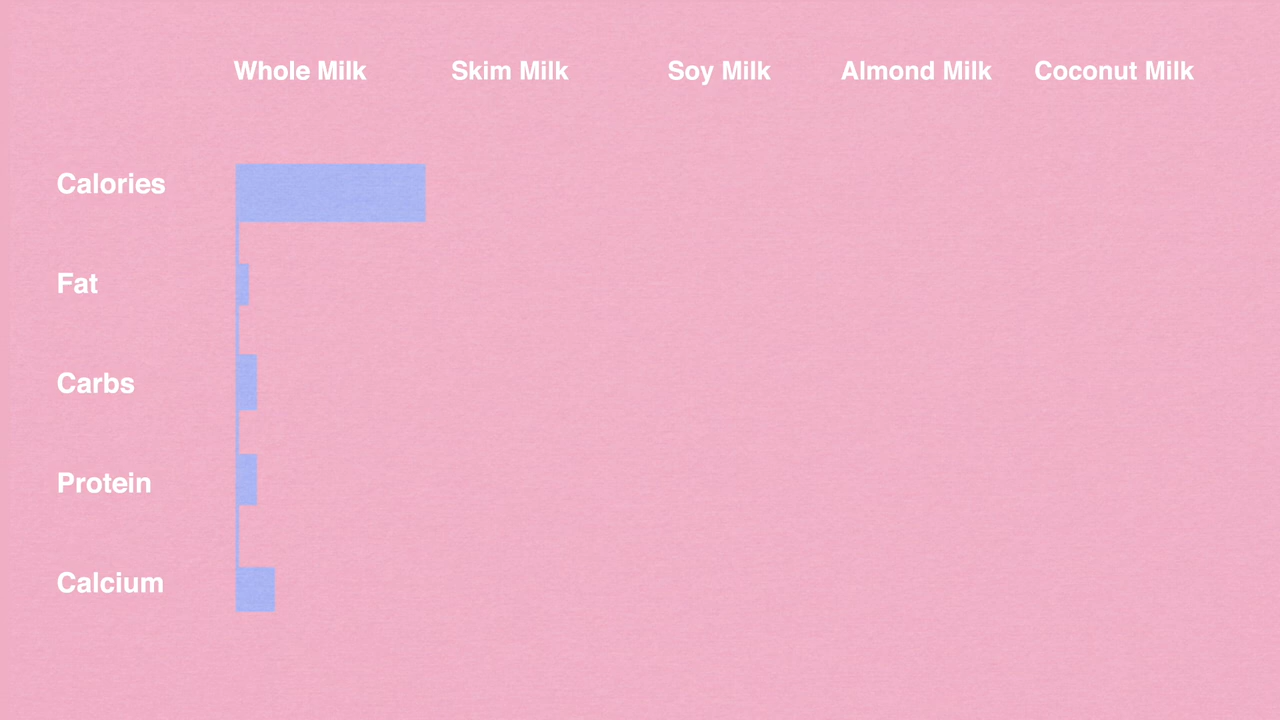 Whole Milk Skim Milk Soy Milk Almond Milk Coconut Milk
Calories
Fat
Carbs
Protein
Calcium